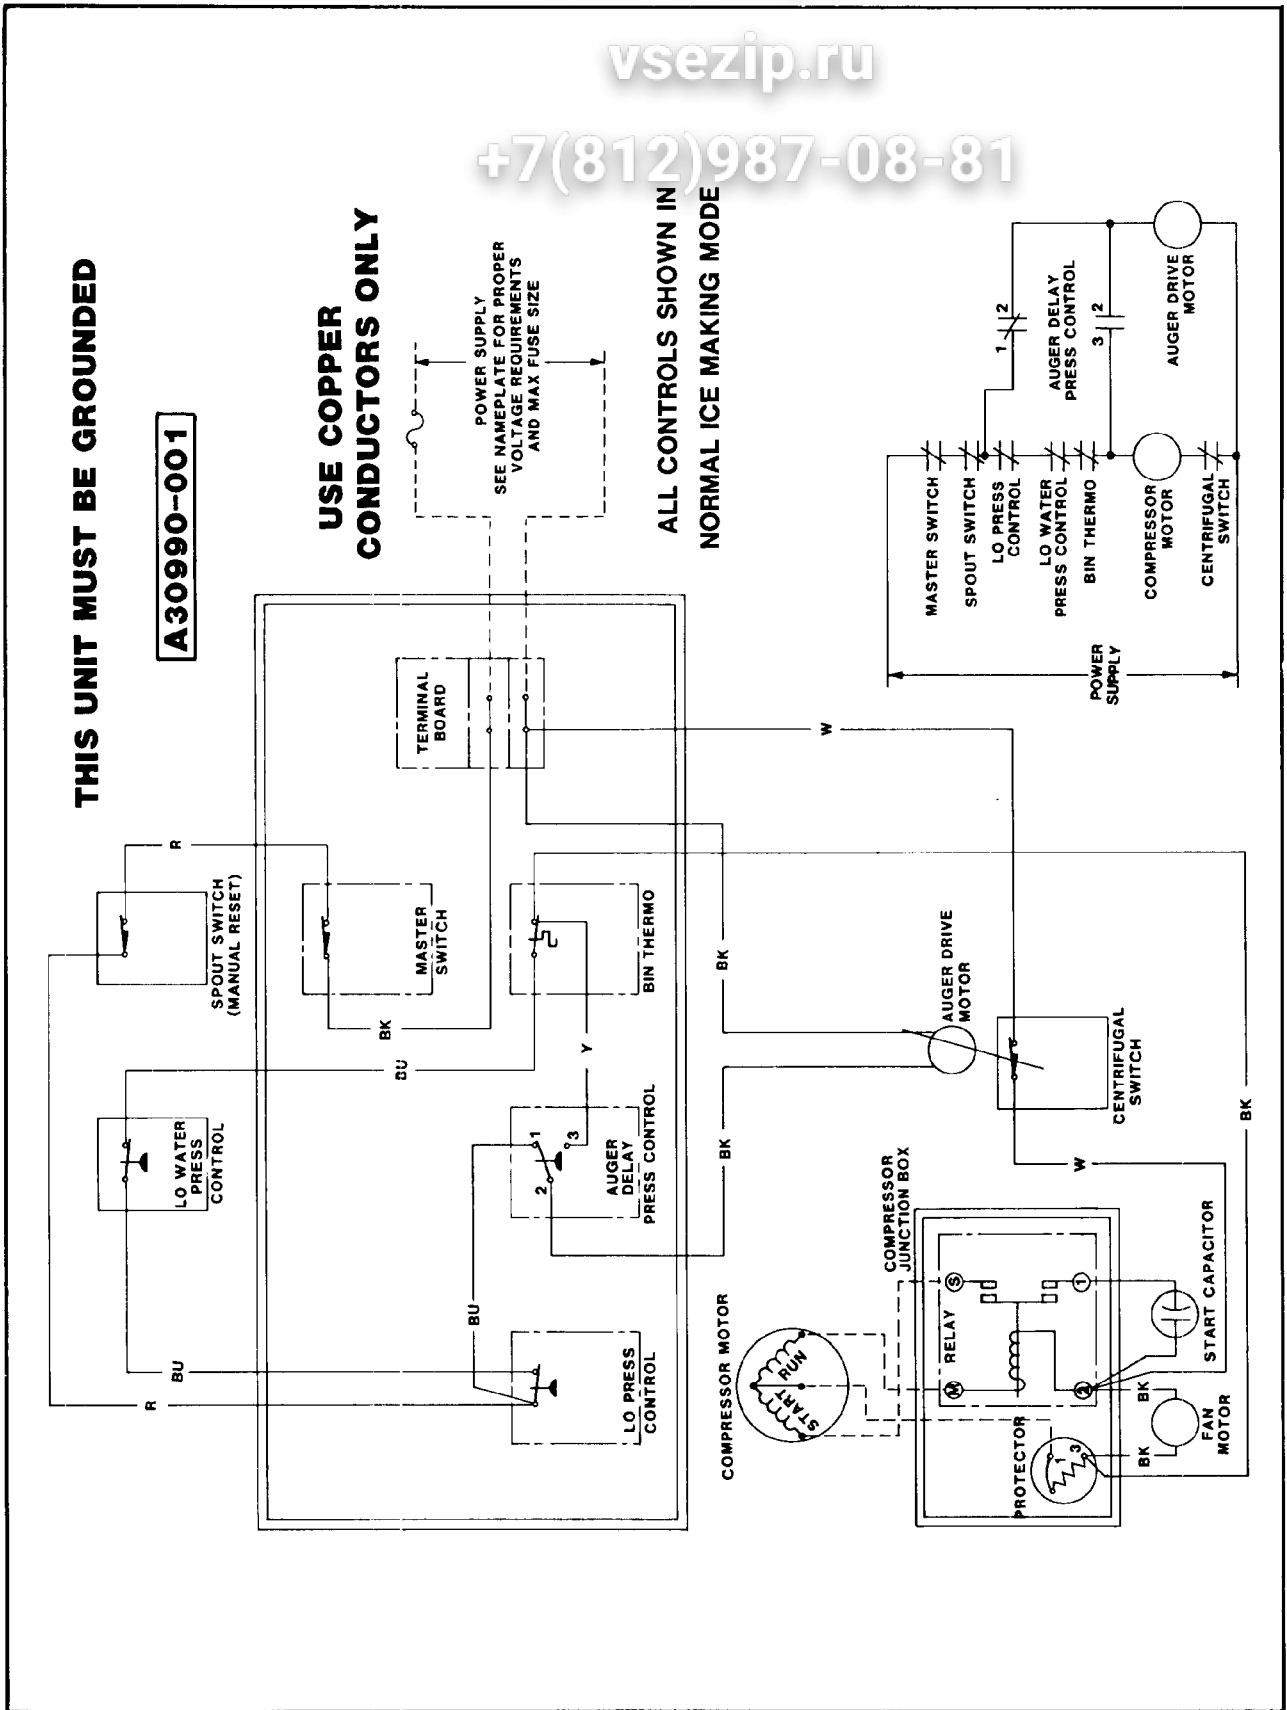 vsezip.ru
+7(812)987-08-81
THIS UNIT MUST BE GROUNDED
A30990-001
USE COPPER
CONDUCTORS ONLY
POWER SUPPLY
SEE NAMEPLATE FOR PROPER
VOLTAGE REQUIREMENTS
AND MAX FUSE SIZE
ALL CONTROLS SHOWN IN
NORMAL ICE MAKING MODE
TERMINAL
BOARD
R
SPOUT SWITCH
(MANUAL RESET)
MASTER
SWITCH
BK
BIN THERMO
BU
Y
LO WATER
PRESS
CONTROL
1
2
3
AUGER
DELAY
PRESS CONTROL
BU
BU
R
LO PRESS
CONTROL
W
BK
BK
AUGER DRIVE
MOTOR
CENTRIFUGAL
SWITCH
W
BK
COMPRESSOR
JUNCTION BOX
COMPRESSOR MOTOR
START
RUN
RELAY
S
M
1
2
START CAPACITOR
BK
BK
FAN
MOTOR
PROTECTOR
1
3
MASTER SWITCH
SPOUT SWITCH
LO PRESS
CONTROL
LO WATER
PRESS CONTROL
BIN THERMO
COMPRESSOR
MOTOR
CENTRIFUGAL
SWITCH
POWER
SUPPLY
1 2
AUGER DELAY
PRESS CONTROL
3 2
AUGER DRIVE
MOTOR